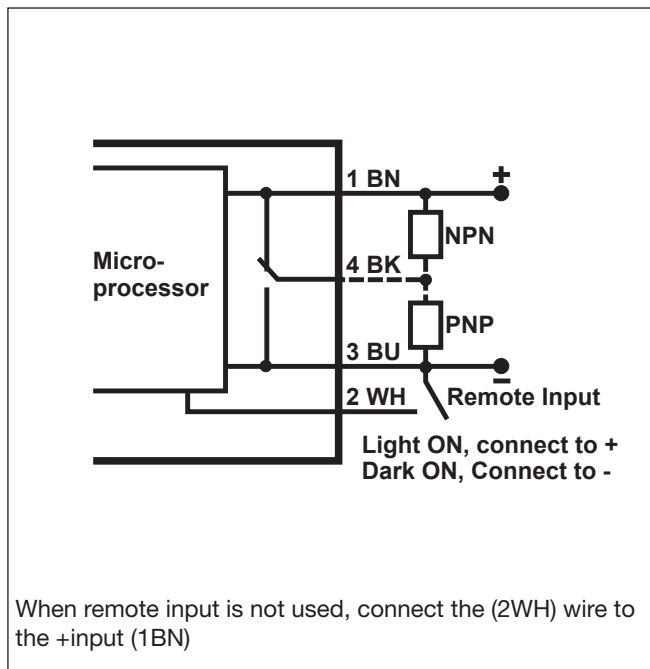 1 BN
+
NPN
Micro-
processor
4 BK
PNP
3 BU
-
2 WH
Remote Input
Light ON, connect to +
Dark ON, Connect to -
When remote input is not used, connect the (2WH) wire to
the +input (1BN)